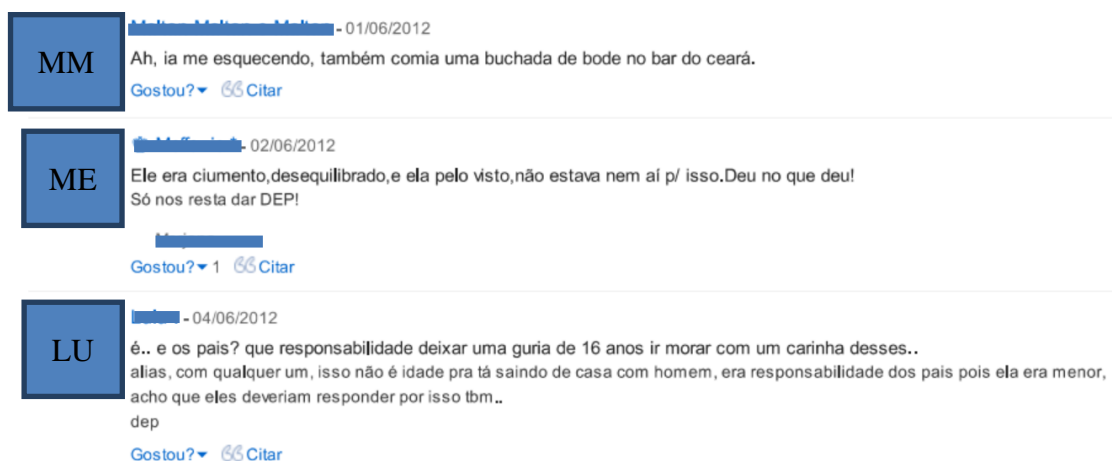 MM
- 01/06/2012
Ah, ia me esquecendo, também comia uma buchada de bode no bar do ceará.
Gostou? Citar
ME
- 02/06/2012
Ele era ciumento,desequilibrado,e ela pelo visto,não estava nem aí p/ isso.Deu no que deu!
Só nos resta dar DEP!
Gostou? 1 Citar
LU
- 04/06/2012
é.. e os pais? que responsabilidade deixar uma guria de 16 anos ir morar com um carinha desses..
alias, com qualquer um, isso não é idade pra tá saindo de casa com homem, era responsabilidade dos pais pois ela era menor,
acho que eles deveriam responder por isso tbm..
dep
Gostou? Citar